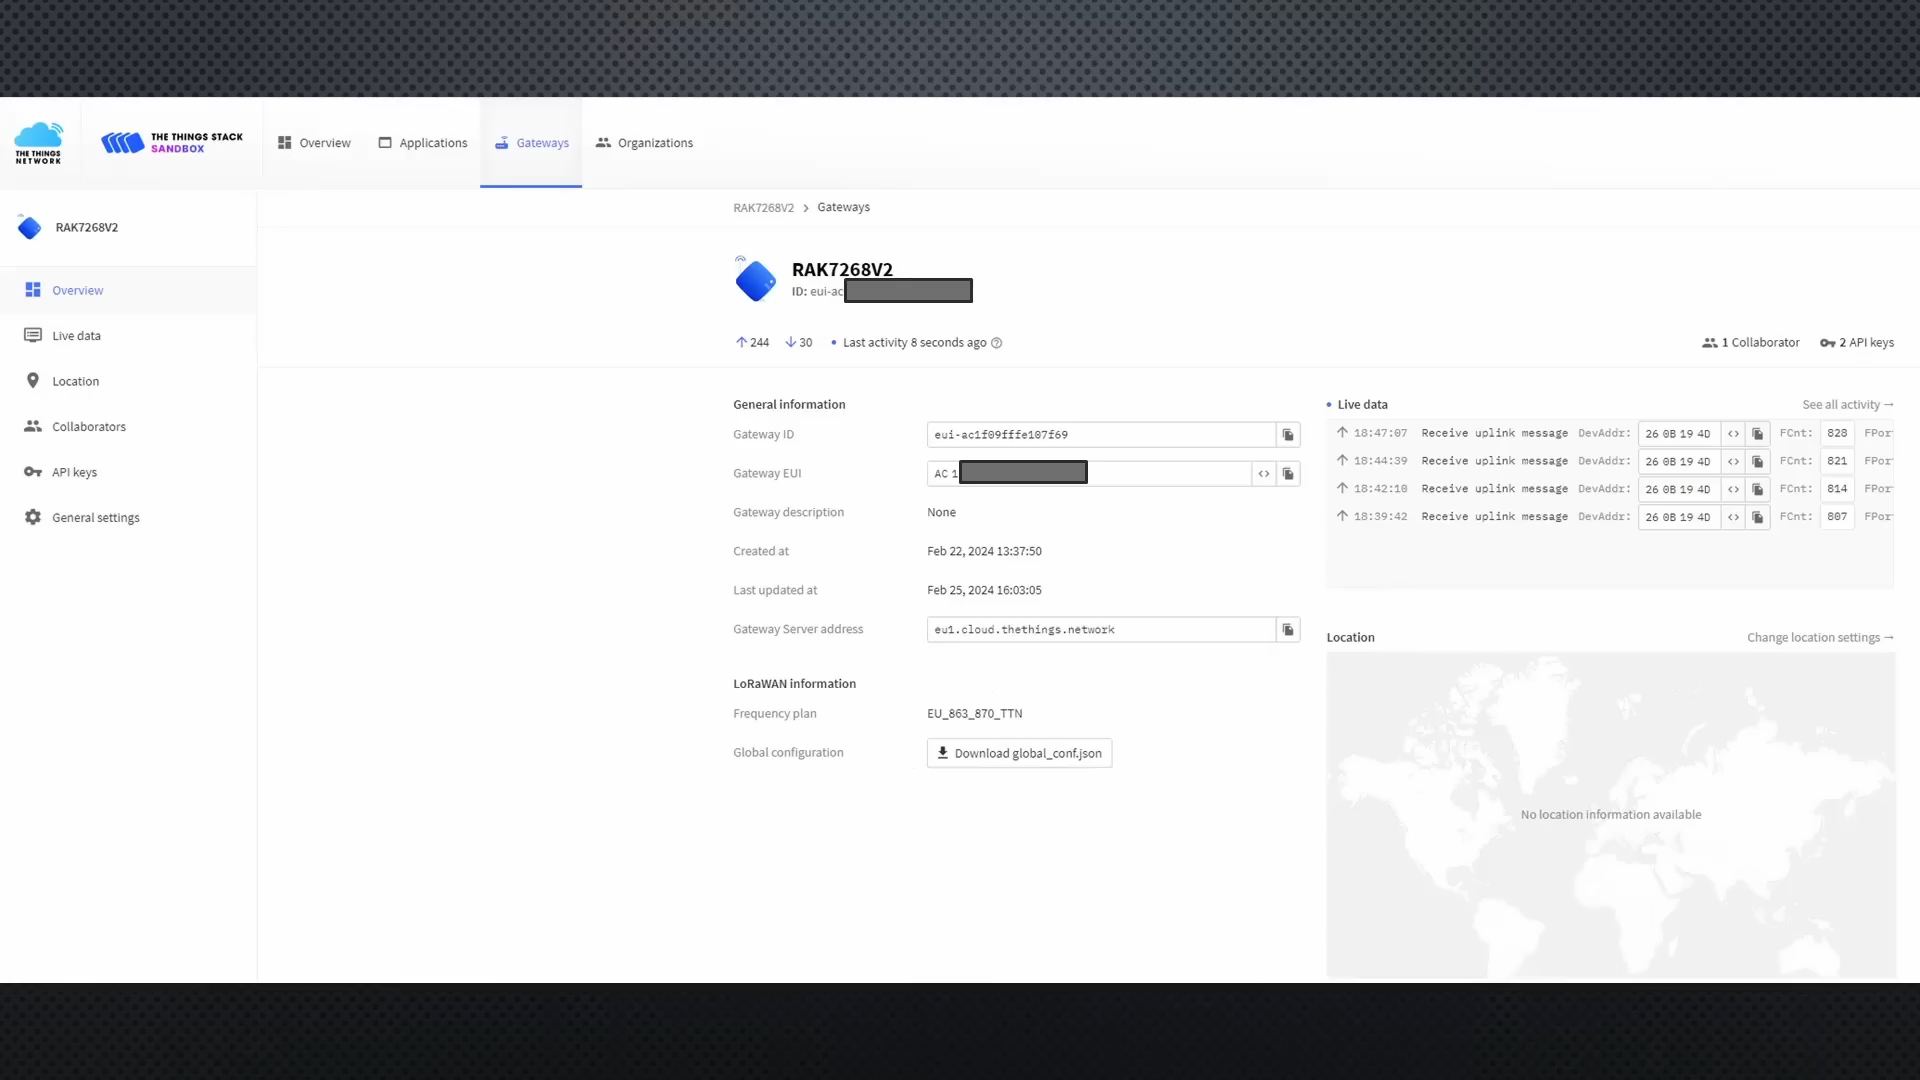 THE THINGS NETWORK
THE THINGS STACK
SANDBOX
Overview
Applications
Gateways
Organizations
RAK7268V2
Overview
Live data
Location
Collaborators
API keys
General settings
RAK7268V2 > Gateways
RAK7268V2
ID: eui-ac
↑ 244 ↓ 30 • Last activity 8 seconds ago
1 Collaborator
2 API keys
General information
Gateway ID eui-ac1f09fffe107f69
Gateway EUI AC 1
Gateway description None
Created at Feb 22, 2024 13:37:50
Last updated at Feb 25, 2024 16:03:05
Gateway Server address eu1.cloud.thethings.network
LoRaWAN information
Frequency plan EU_863_870_TTN
Global configuration Download global_conf.json
• Live data
See all activity →
↑ 18:47:07 Receive uplink message DevAddr: 26 0B 19 4D <> FCnt: 828 FPor
↑ 18:44:39 Receive uplink message DevAddr: 26 0B 19 4D <> FCnt: 821 FPor
↑ 18:42:10 Receive uplink message DevAddr: 26 0B 19 4D <> FCnt: 814 FPor
↑ 18:39:42 Receive uplink message DevAddr: 26 0B 19 4D <> FCnt: 807 FPor
Location
Change location settings →
No location information available